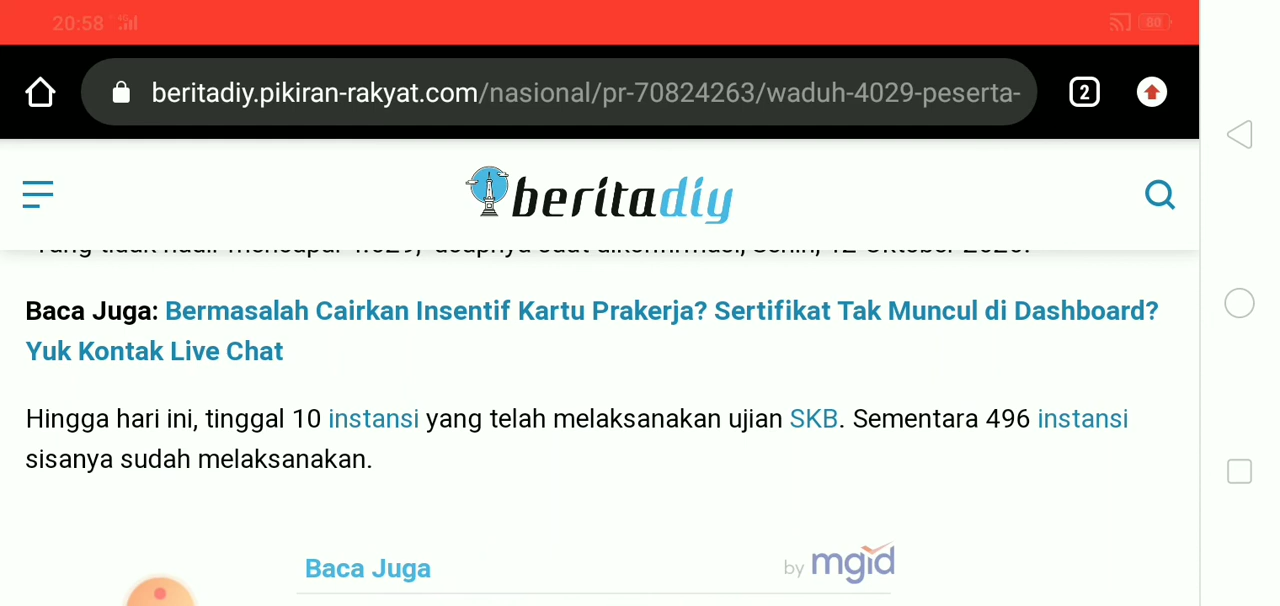 20:58
80
beritadiy.pikiran-rakyat.com/nasional/pr-70824263/waduh-4029-peserta-
2
beritadiy
Baca Juga: Bermasalah Cairkan Insentif Kartu Prakerja? Sertifikat Tak Muncul di Dashboard?
Yuk Kontak Live Chat
Hingga hari ini, tinggal 10 instansi yang telah melaksanakan ujian SKB. Sementara 496 instansi
sisanya sudah melaksanakan.
Baca Juga
by mgid